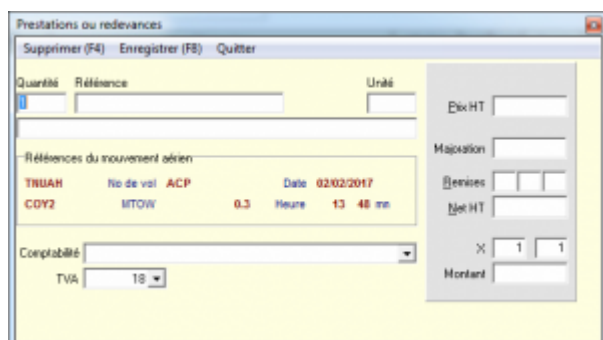 Prestations ou redevances
Supprimer (F4) Enregistrer (F8) Quitter
Quantité Référence Unité
1
Prix HT
Majoration
Références du mouvement aérien
TNUAH No de vol ACP Date 02/02/2017
Remises
COY2 MTOW 0.3 Heure 13 48 mn
Net HT
Comptabilité
X 1 1
TVA 18
Montant